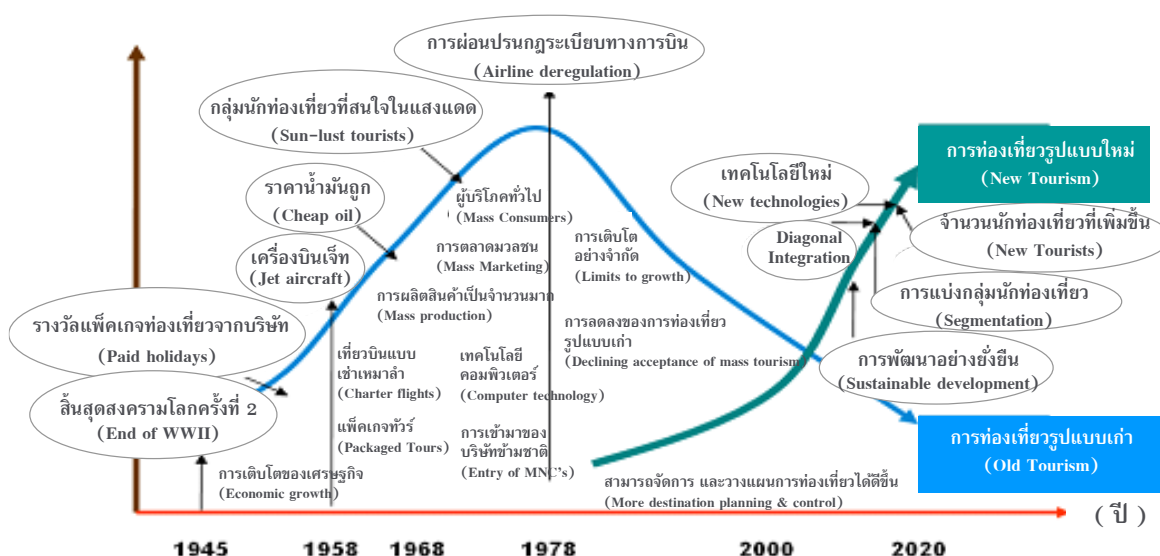 การผ่อนปรนกฎระเบียบทางการบิน
(Airline deregulation)
กลุ่มนักท่องเที่ยวที่สนใจในแสงแดด
(Sun-lust tourists)
ราคาน้ำมันถูก
(Cheap oil)
เครื่องบินเจ็ท
(Jet aircraft)
รางวัลแพ็คเกจท่องเที่ยวจากบริษัท
(Paid holidays)
สิ้นสุดสงครามโลกครั้งที่ 2
(End of WWII)
การเติบโตของเศรษฐกิจ
(Economic growth)
ผู้บริโภคทั่วไป
(Mass Consumers)
การตลาดมวลชน
(Mass Marketing)
การผลิตสินค้าเป็นจำนวนมาก
(Mass production)
เที่ยวบินแบบ
เช่าเหมาลำ
(Charter flights)
แพ็คเกจทัวร์
(Packaged Tours)
เทคโนโลยี
คอมพิวเตอร์
(Computer technology)
การเข้ามาของ
บริษัทข้ามชาติ
(Entry of MNC's)
การเติบโต
อย่างจำกัด
(Limits to growth)
การลดลงของการท่องเที่ยว
รูปแบบเก่า
(Declining acceptance of mass tourism)
สามารถจัดการ และวางแผนการท่องเที่ยวได้ดีขึ้น
(More destination planning & control)
เทคโนโลยีใหม่
(New technologies)
Diagonal
Integration
การท่องเที่ยวรูปแบบใหม่
(New Tourism)
จำนวนนักท่องเที่ยวที่เพิ่มขึ้น
(New Tourists)
การแบ่งกลุ่มนักท่องเที่ยว
(Segmentation)
การพัฒนาอย่างยั่งยืน
(Sustainable development)
การท่องเที่ยวรูปแบบเก่า
(Old Tourism)
(ปี)
1945 1958 1968 1978 2000 2020